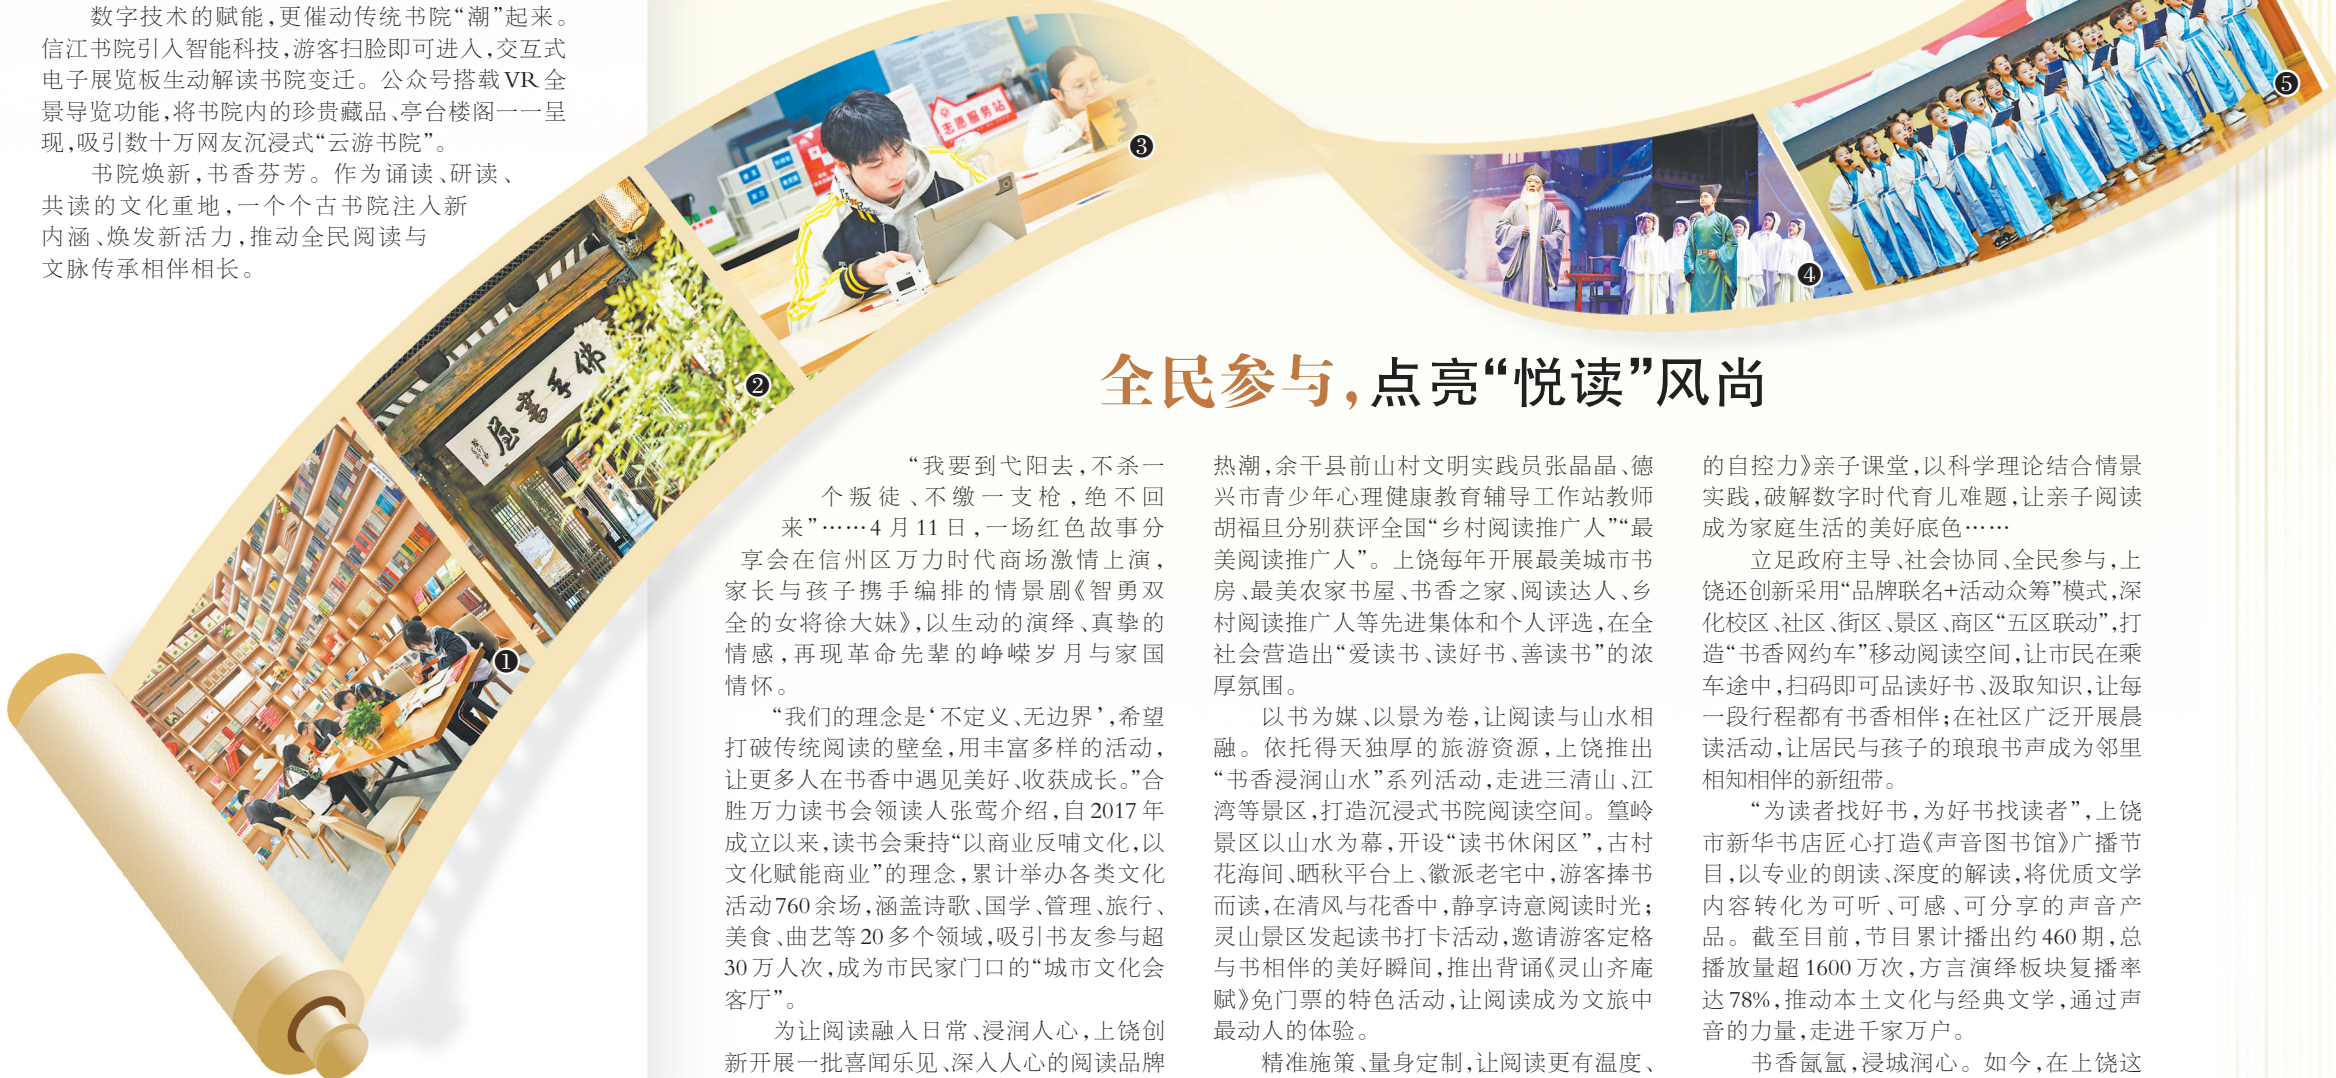 数字技术的赋能，更催动传统书院“潮”起来。
信江书院引入智能科技，游客扫脸即可进入，交互式
电子展览板生动解读书院变迁。公众号搭载VR全
景导览功能，将书院内的珍贵藏品、亭台楼阁一一呈
现，吸引数十万网友沉浸式“云游书院”。
书院焕新，书香芬芳。作为诵读、研读、
共读的文化重地，一个个古书院注入新
内涵、焕发新活力，推动全民阅读与
文脉传承相伴相长。
志愿服务站
佛手書屋
❶
❷
❸
❹
❺
全民参与，点亮“悦读”风尚
“我要到弋阳去，不杀一
个叛徒、不缴一支枪，绝不回
来”……4月11日，一场红色故事分
享会在信州区万力时代商场激情上演，
家长与孩子携手编排的情景剧《智勇双
全的女将徐大妹》，以生动的演绎、真挚的
情感，再现革命先辈的峥嵘岁月与家国
情怀。
“我们的理念是‘不定义、无边界’，希望
打破传统阅读的壁垒，用丰富多样的活动，
让更多人在书香中遇见美好、收获成长。”合
胜万力读书会领读人张莺介绍，自2017年
成立以来，读书会秉持“以商业反哺文化，以
文化赋能商业”的理念，累计举办各类文化
活动760余场，涵盖诗歌、国学、管理、旅行、
美食、曲艺等20多个领域，吸引书友参与超
30万人次，成为市民家门口的“城市文化会
客厅”。
为让阅读融入日常、浸润人心，上饶创
新开展一批喜闻乐见、深入人心的阅读品牌
热潮，余干县前山村文明实践员张晶晶、德
兴市青少年心理健康教育辅导工作站教师
胡福旦分别获评全国“乡村阅读推广人”“最
美阅读推广人”。上饶每年开展最美城市书
房、最美农家书屋、书香之家、阅读达人、乡
村阅读推广人等先进集体和个人评选，在全
社会营造出“爱读书、读好书、善读书”的浓
厚氛围。
以书为媒、以景为卷，让阅读与山水相
融。依托得天独厚的旅游资源，上饶推出
“书香浸润山水”系列活动，走进三清山、江
湾等景区，打造沉浸式书院阅读空间。篁岭
景区以山水为幕，开设“读书休闲区”，古村
花海间、晒秋平台上、徽派老宅中，游客捧书
而读，在清风与花香中，静享诗意阅读时光；
灵山景区发起读书打卡活动，邀请游客定格
与书相伴的美好瞬间，推出背诵《灵山齐庵
赋》免门票的特色活动，让阅读成为文旅中
最动人的体验。
精准施策、量身定制，让阅读更有温度、
的自控力》亲子课堂，以科学理论结合情景
实践，破解数字时代育儿难题，让亲子阅读
成为家庭生活的美好底色……
立足政府主导、社会协同、全民参与，上
饶还创新采用“品牌联名+活动众筹”模式，深
化校区、社区、街区、景区、商区“五区联动”，打
造“书香网约车”移动阅读空间，让市民在乘
车途中，扫码即可品读好书、汲取知识，让每
一段行程都有书香相伴；在社区广泛开展晨
读活动，让居民与孩子的琅琅书声成为邻里
相知相伴的新纽带。
“为读者找好书，为好书找读者”，上饶
市新华书店匠心打造《声音图书馆》广播节
目，以专业的朗读、深度的解读，将优质文学
内容转化为可听、可感、可分享的声音产
品。截至目前，节目累计播出约460期，总
播放量超1600万次，方言演绎板块复播率
达78%，推动本土文化与经典文学，通过声
音的力量，走进千家万户。
书香氤氲，浸城润心。如今，在上饶这